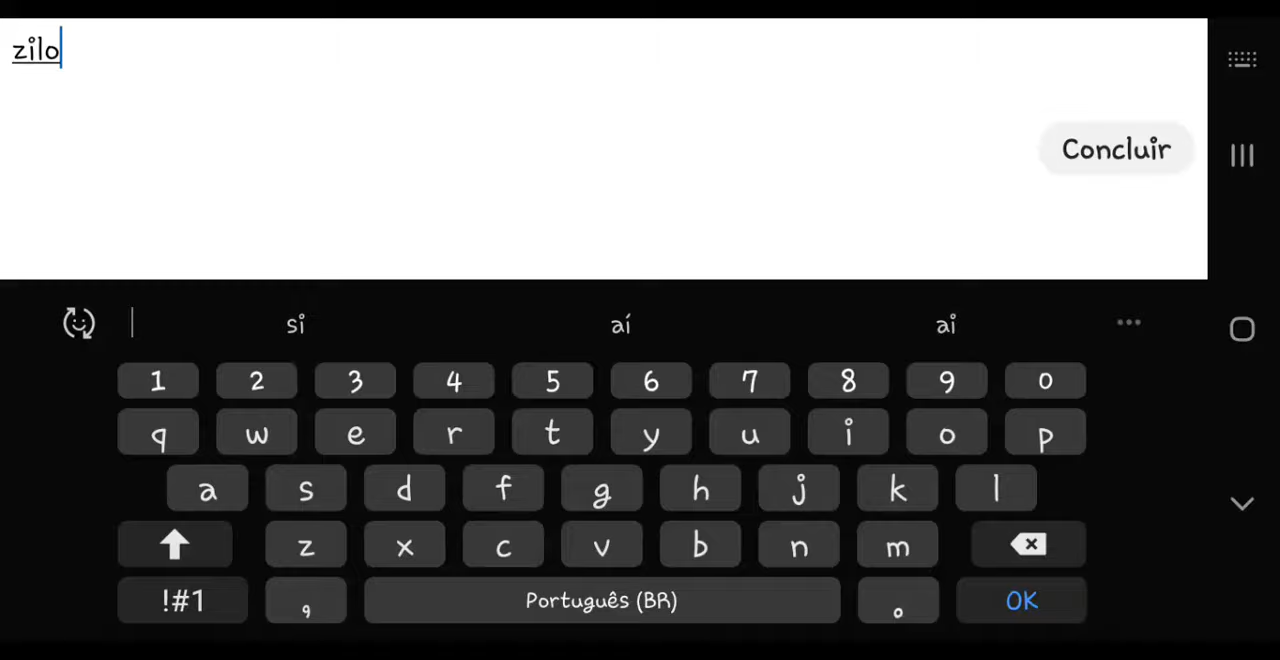 zilo
Concluir
si aí ai
1 2 3 4 5 6 7 8 9 0
q w e r t y u i o p
a s d f g h j k l
z x c v b n m
!#1 , Português (BR) . OK